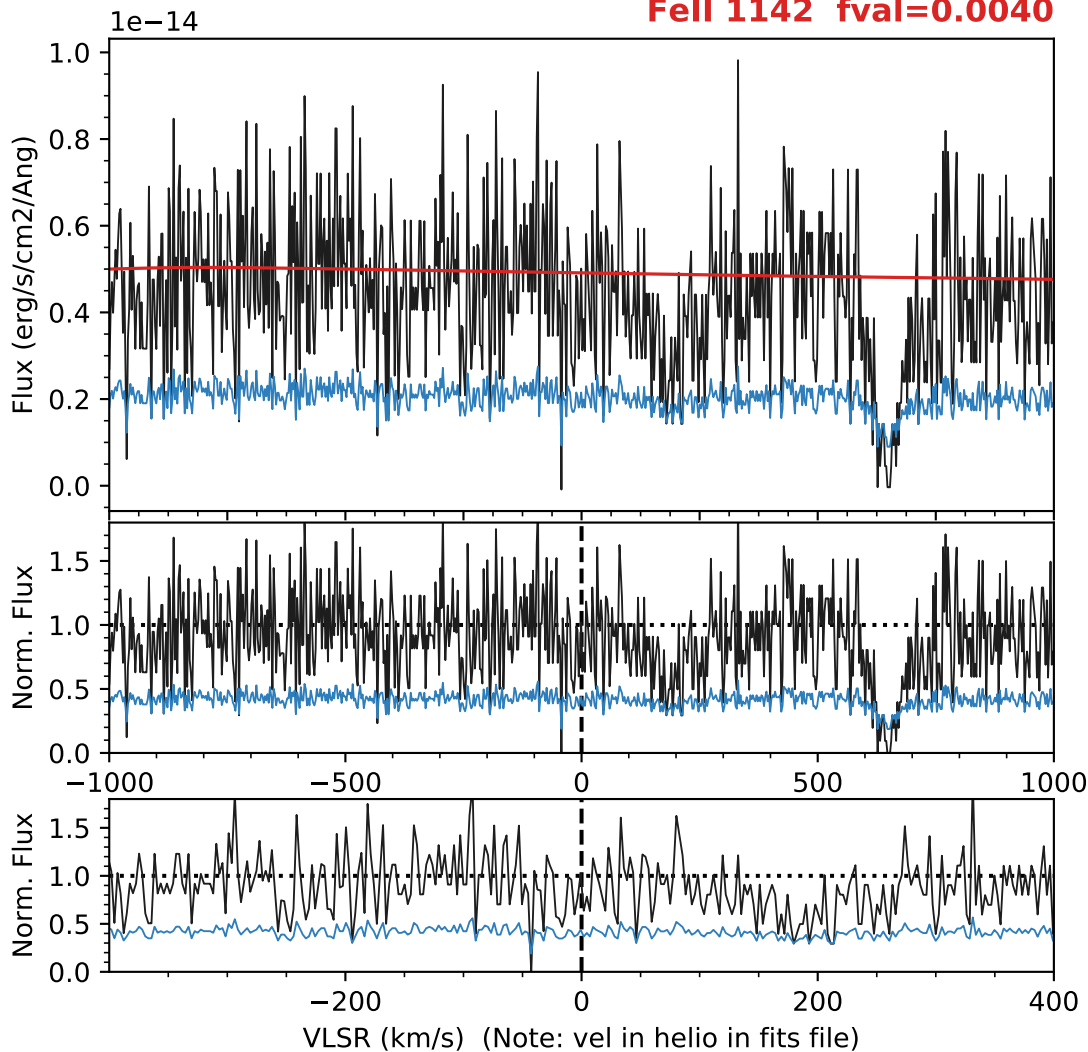 FeII 1142 fval=0.0040
1e−14
1.0
0.8
0.6
0.4
0.2
0.0
Flux (erg/s/cm2/Ang)
1.5
1.0
0.5
0.0
Norm. Flux
−1000 −500 0 500 1000
1.5
1.0
0.5
0.0
Norm. Flux
−200 0 200 400
VLSR (km/s) (Note: vel in helio in fits file)